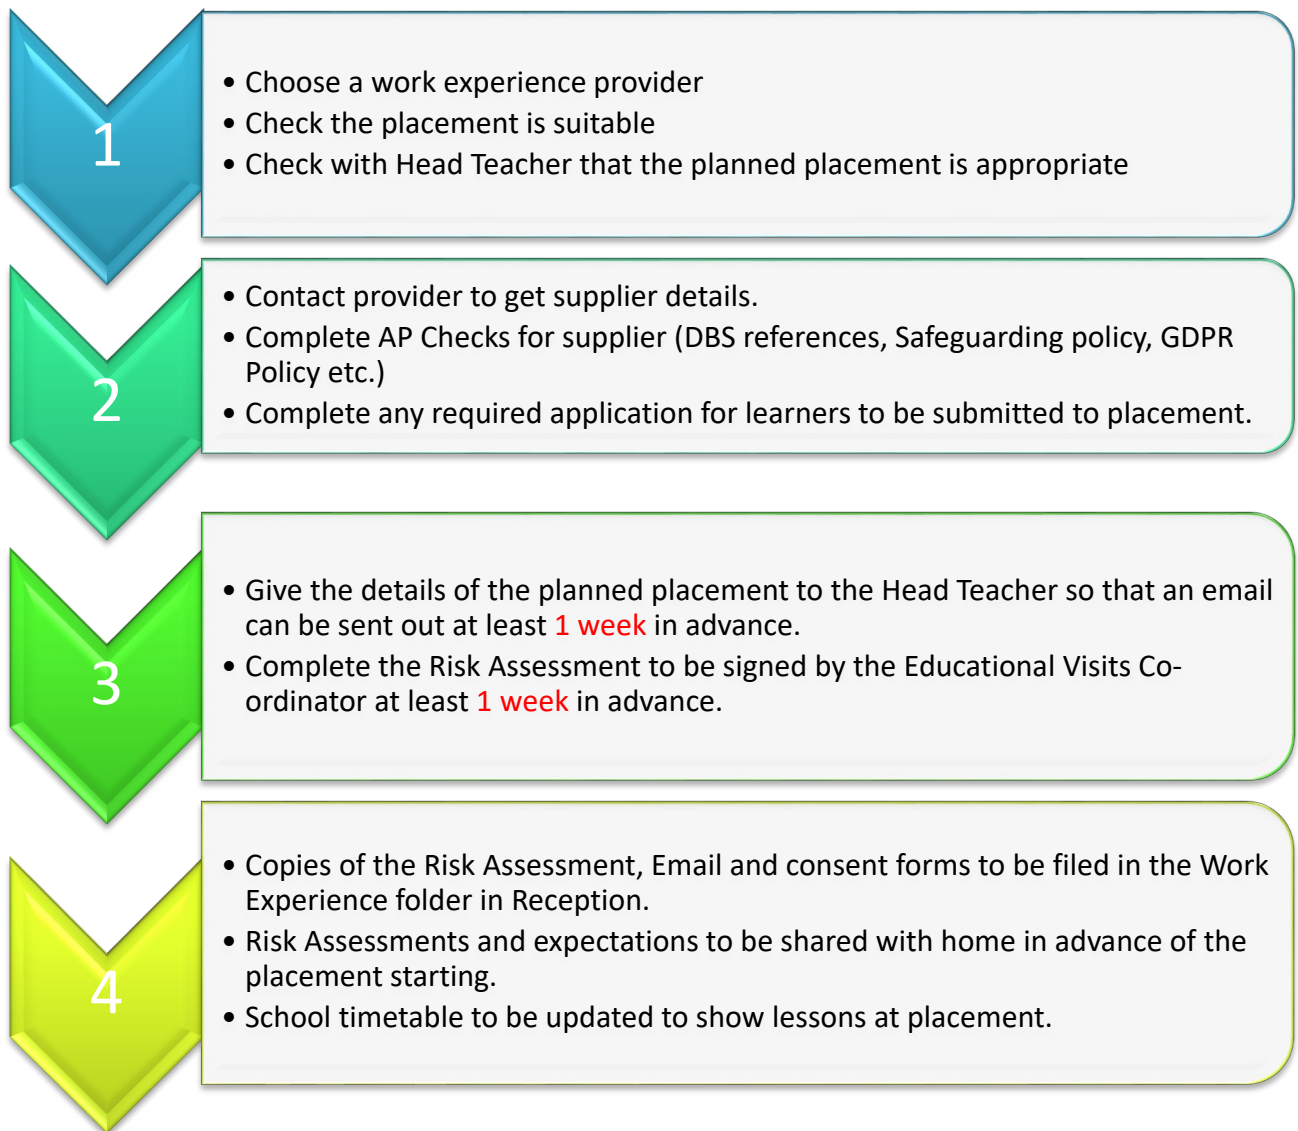 1
• Choose a work experience provider
• Check the placement is suitable
• Check with Head Teacher that the planned placement is appropriate
2
• Contact provider to get supplier details.
• Complete AP Checks for supplier (DBS references, Safeguarding policy, GDPR
Policy etc.)
• Complete any required application for learners to be submitted to placement.
3
• Give the details of the planned placement to the Head Teacher so that an email
can be sent out at least 1 week in advance.
• Complete the Risk Assessment to be signed by the Educational Visits Co-
ordinator at least 1 week in advance.
4
• Copies of the Risk Assessment, Email and consent forms to be filed in the Work
Experience folder in Reception.
• Risk Assessments and expectations to be shared with home in advance of the
placement starting.
• School timetable to be updated to show lessons at placement.